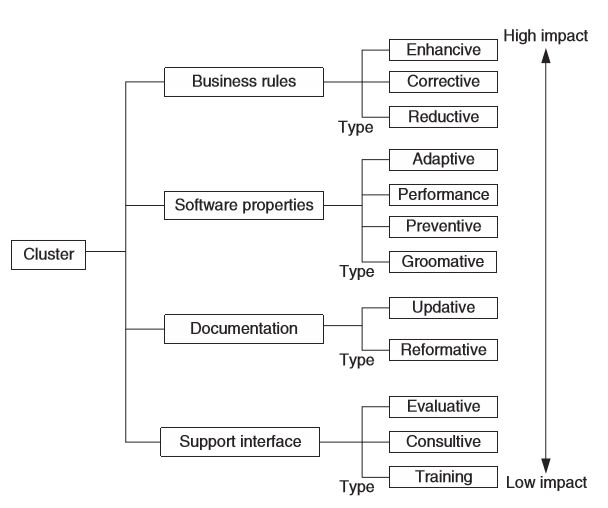 High impact
Enhancive
Business rules
Corrective
Reductive
Type
Adaptive
Performance
Software properties
Preventive
Groomative
Type
Cluster
Updative
Documentation
Reformative
Type
Evaluative
Support interface
Consultive
Training
Type
Low impact